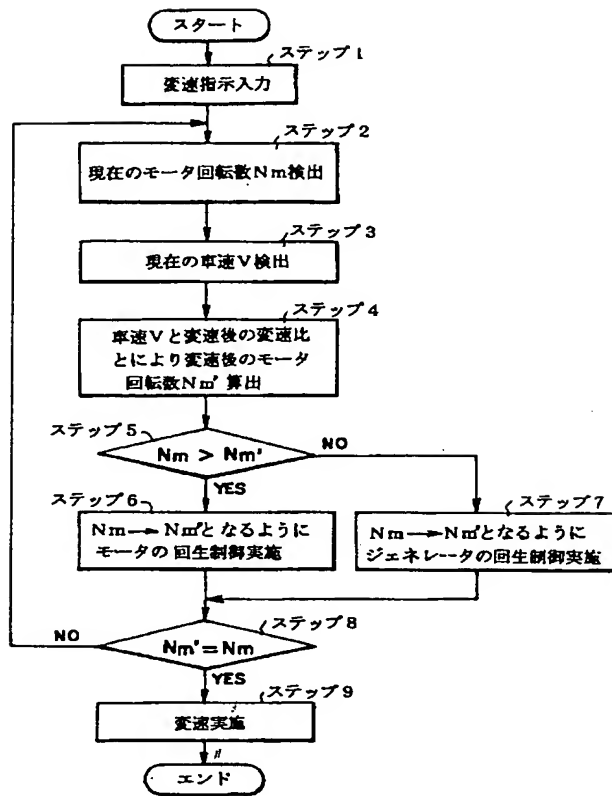 スタート
ステップ1
変速指示入力
ステップ2
現在のモータ回転数Nm検出
ステップ3
現在の車速V検出
ステップ4
車速Vと変速後の変速比
とにより変速後のモータ
回転数Nm'算出
ステップ5
Nm > Nm'
NO
YES
ステップ6
Nm→Nm'となるように
モータの回生制御実施
ステップ7
Nm→Nm'となるように
ジェネレータの回生制御実施
ステップ8
NO
Nm'=Nm
YES
ステップ9
変速実施
エンド